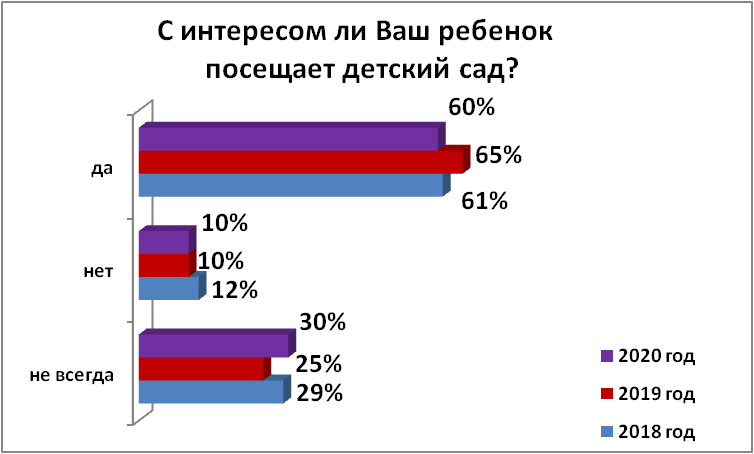 С интересом ли Ваш ребенок
посещает детский сад?
60%
да
65%
61%
10%
нет
10%
12%
30%
не всегда
25%
29%
2020 год
2019 год
2018 год